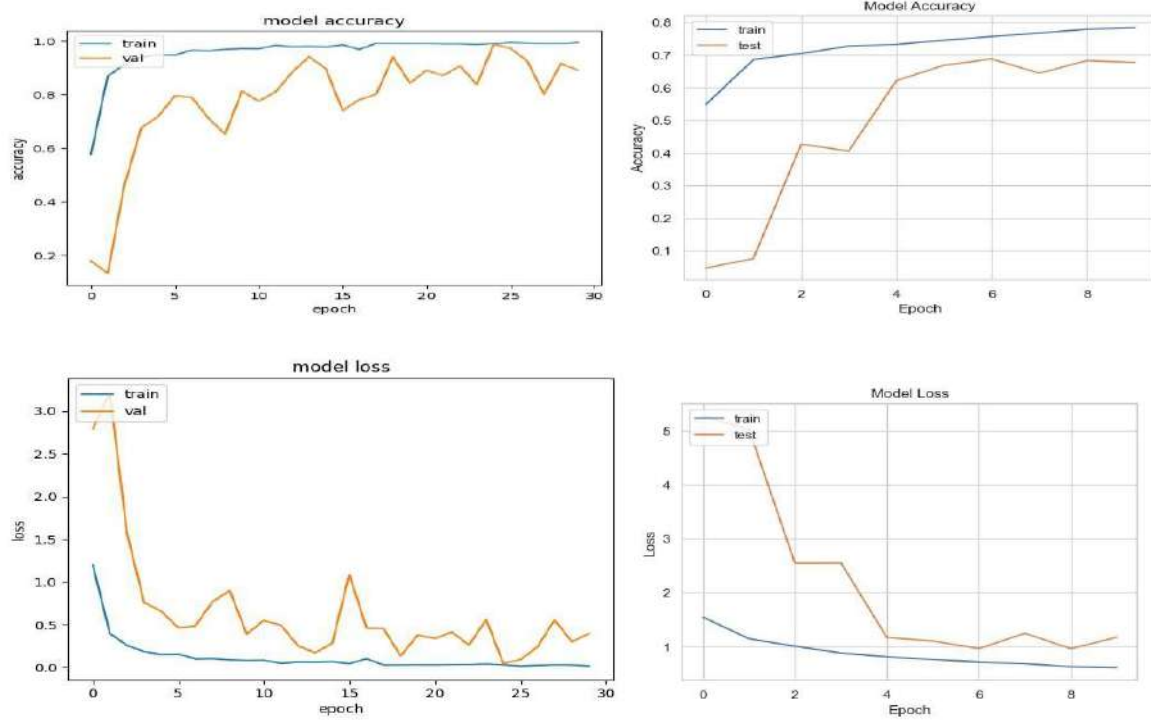 model accuracy
train
val
1.0
0.8
0.6
0.4
0.2
accuracy
0 5 10 15 20 25 30
epoch
Model Accuracy
train
test
0.8
0.7
0.6
0.5
0.4
0.3
0.2
0.1
Accuracy
0 2 4 6 8
Epoch
model loss
train
val
3.0
2.5
2.0
1.5
1.0
0.5
0.0
loss
0 5 10 15 20 25 30
epoch
Model Loss
train
test
5
4
3
2
1
Loss
0 2 4 6 8
Epoch